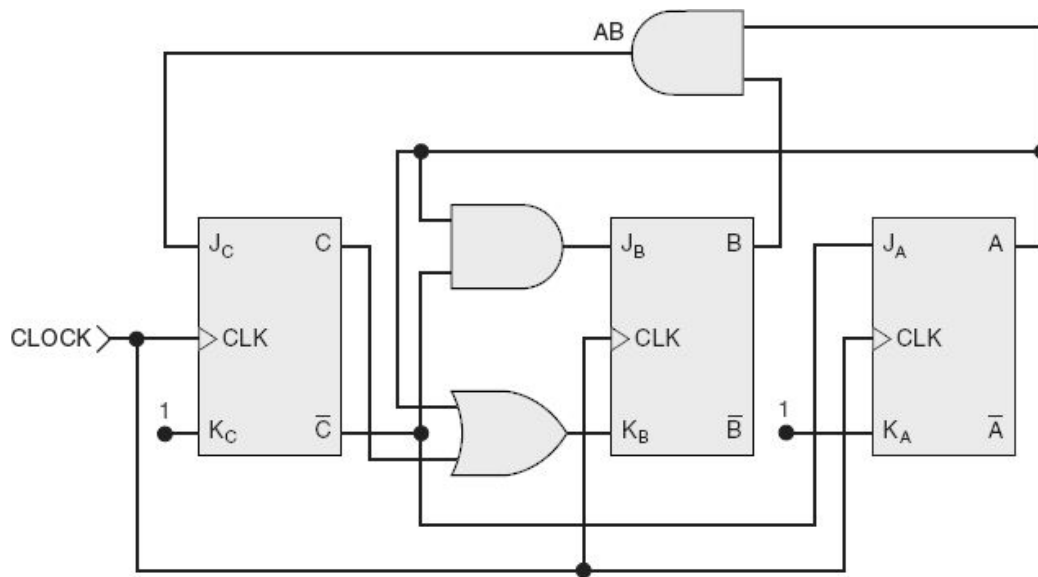 AB
J_C C
J_B B
J_A A
CLOCK CLK
CLK
CLK
1
K_C C̅
K_B B̅
1
K_A A̅